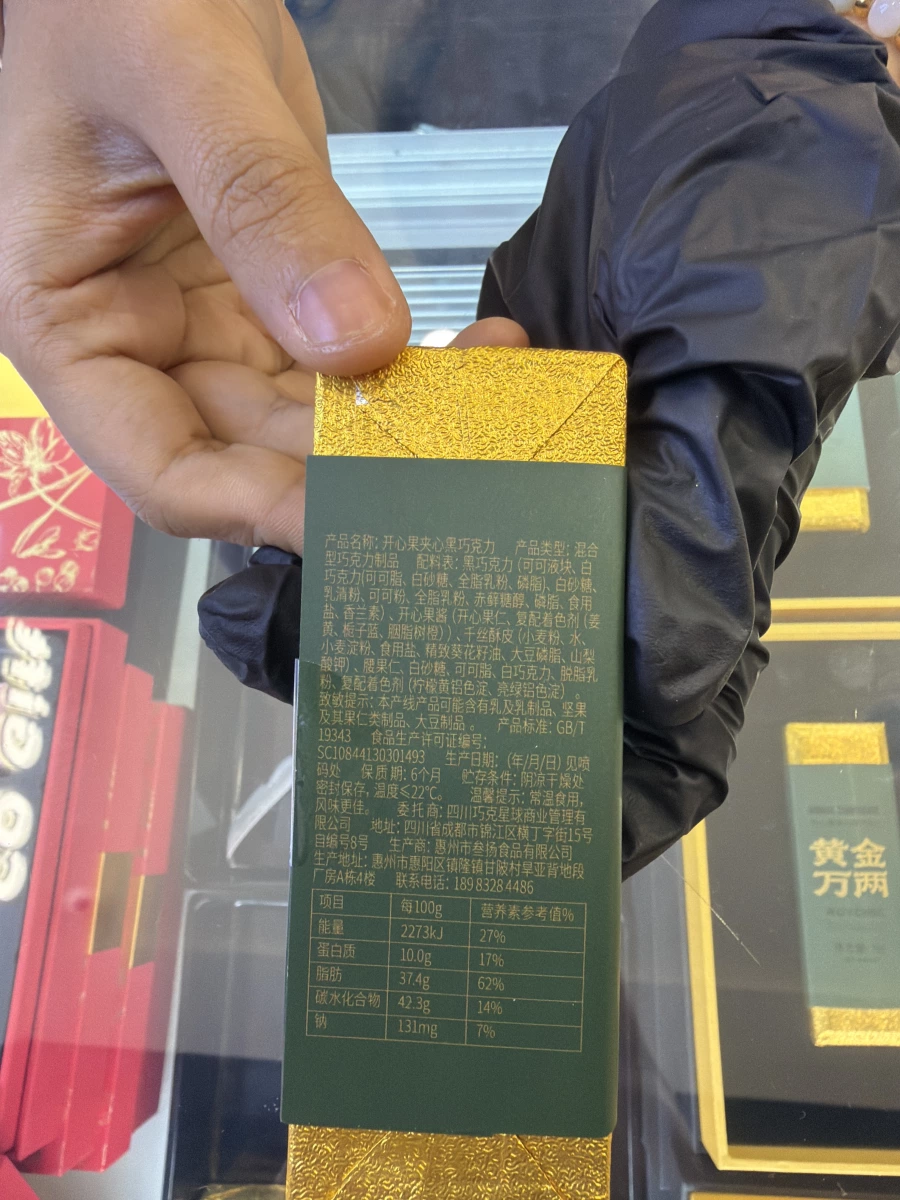 产品名称: 开心果夹心黑巧克力 产品类型: 混合
型巧克力制品 配料表: 黑巧克力 (可可液块、白
巧克力(可可脂、白砂糖、全脂乳粉、磷脂)、白砂糖、
乳清粉、可可粉、全脂乳粉、赤藓糖醇、磷脂、食用
盐、香兰素)、开心果酱 (开心果仁、复配着色剂 (姜
黄、栀子蓝、胭脂树橙) )、千丝酥皮 (小麦粉、水、
小麦淀粉、食用盐、精致葵花籽油、大豆磷脂、山梨
酸钾)、腰果仁、白砂糖、可可脂、白巧克力、脱脂乳
粉、复配着色剂 (柠檬黄铝色淀、亮绿铝色淀) 。
致敏提示: 本产线产品可能含有乳及乳制品、坚果
及其果仁类制品、大豆制品 。 产品标准: GB/T
19343 食品生产许可证编号:
SC10844130301493 生产日期: (年/月/日) 见喷
码处 保质期: 6个月 贮存条件: 阴凉干燥处
密封保存, 温度≤22℃。 温馨提示: 常温食用,
风味更佳。 委托商: 四川巧克星球商业管理有
限公司 地址: 四川省成都市锦江区横丁字街15号
自编号8号 生产商: 惠州市叁扬食品有限公司
生产地址: 惠州市惠阳区镇隆镇甘陂村旱亚背地段
厂房A栋4楼 联系电话: 189 8328 4486
项目 每100g 营养素参考值%
能量 2273kJ 27%
蛋白质 10.0g 17%
脂肪 37.4g 62%
碳水化合物 42.3g 14%
钠 131mg 7%
黄金
万两